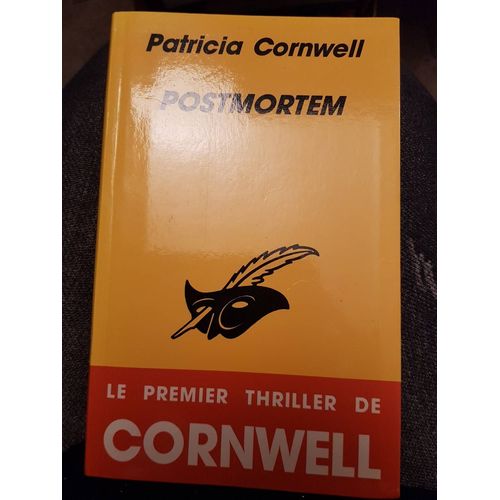 Patricia Cornwell
POSTMORTEM
LE PREMIER THRILLER DE
CORNWELL